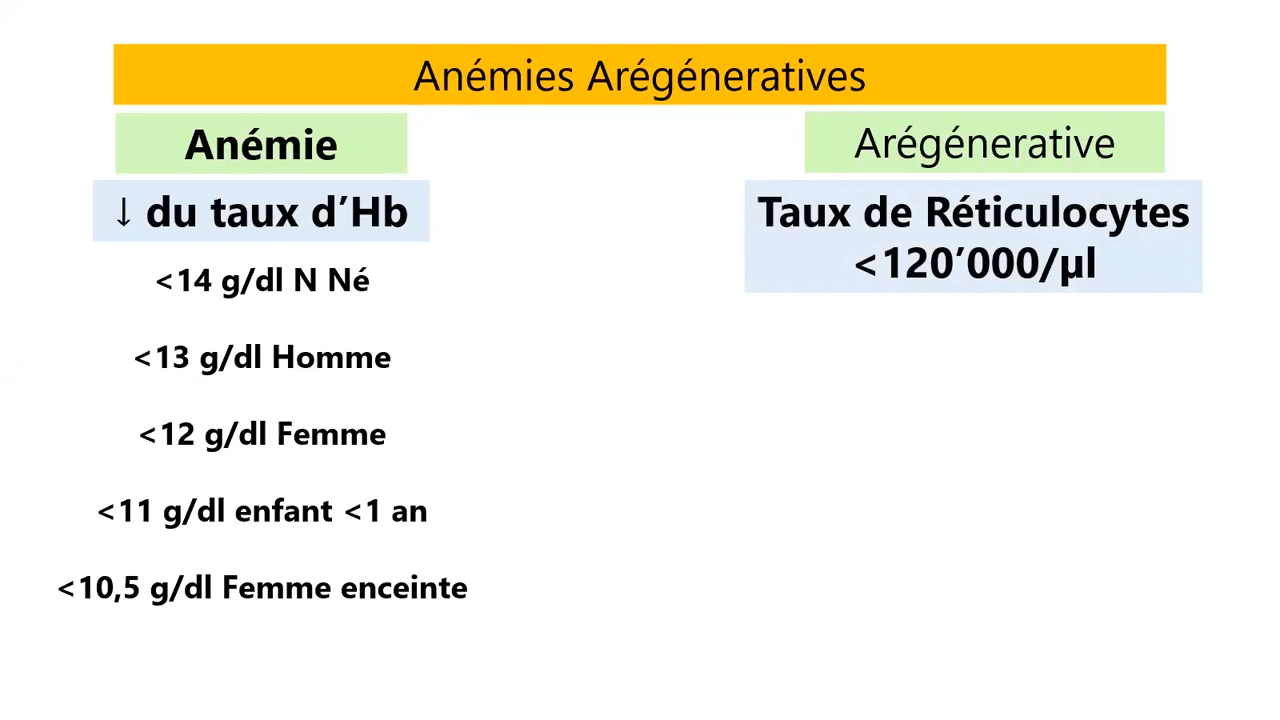 Anémies Arégéneratives
Anémie
↓ du taux d’Hb
<14 g/dl N Né
<13 g/dl Homme
<12 g/dl Femme
<11 g/dl enfant <1 an
<10,5 g/dl Femme enceinte
Arégénerative
Taux de Réticulocytes
<120’000/µl